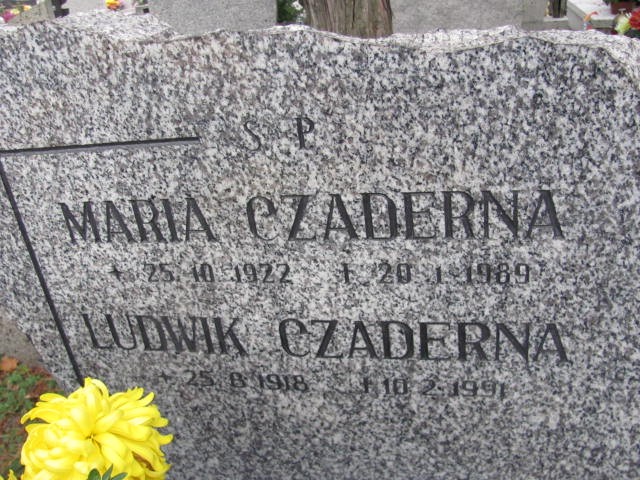 S P
MARIA CZADERNA
+ 25.10.1922 † 20.1.1989
LUDWIK CZADERNA
+ 25.8.1918 † 10.2.1991